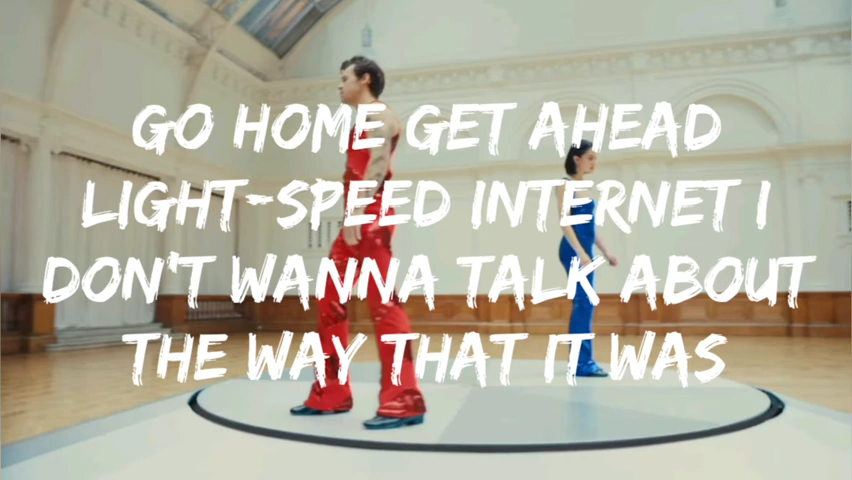 GO HOME GET AHEAD
LIGHT-SPEED INTERNET I
DON'T WANNA TALK ABOUT
THE WAY THAT IT WAS